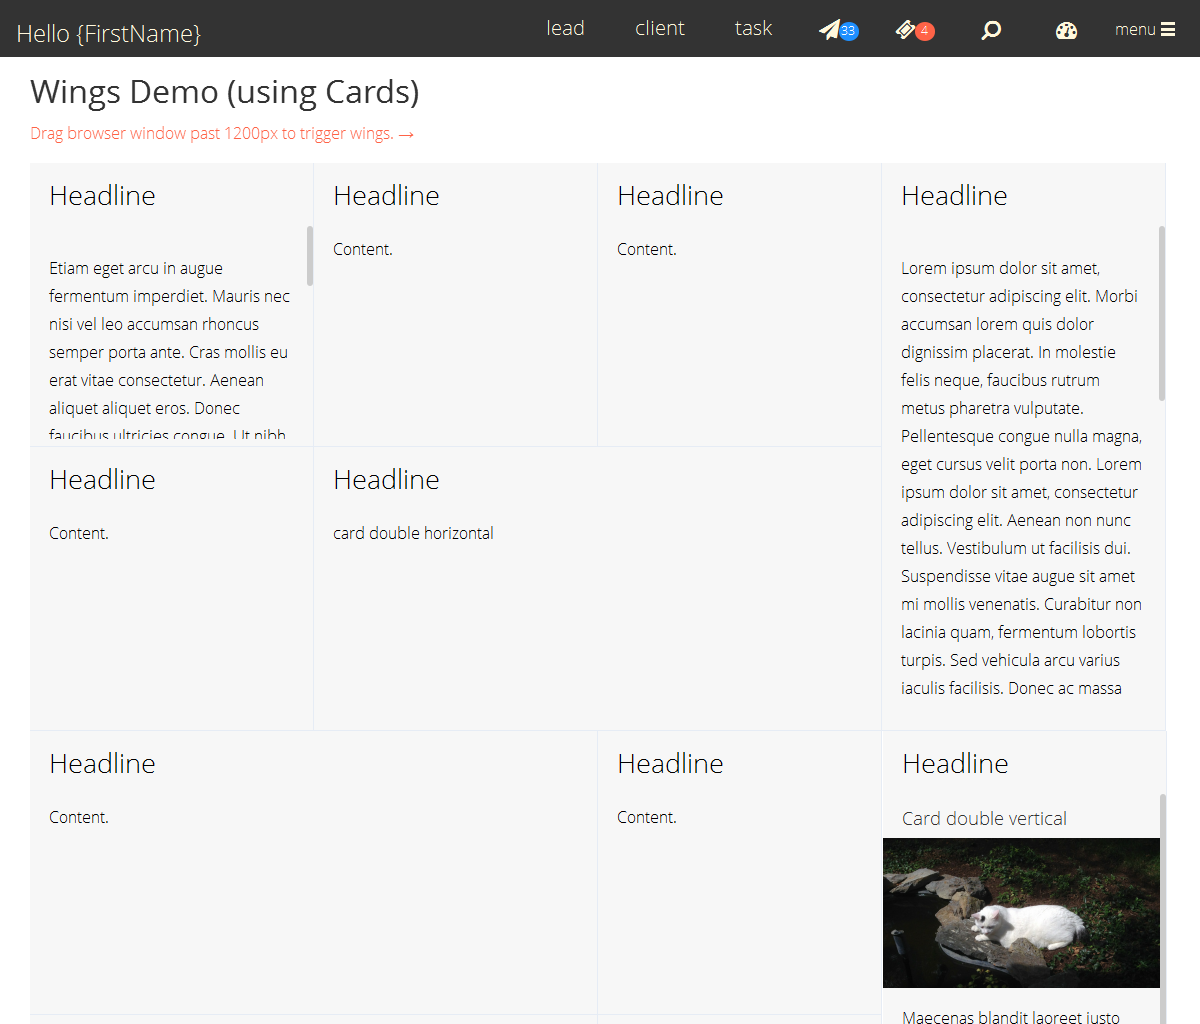 Hello {FirstName}
lead
client
task
33
4
menu
Wings Demo (using Cards)
Drag browser window past 1200px to trigger wings. →
Headline
Etiam eget arcu in augue
fermentum imperdiet. Mauris nec
nisi vel leo accumsan rhoncus
semper porta ante. Cras mollis eu
erat vitae consectetur. Aenean
aliquet aliquet eros. Donec
faucibus ultricies congue. Ut nibh
Headline
Content.
Headline
Content.
Headline
Lorem ipsum dolor sit amet,
consectetur adipiscing elit. Morbi
accumsan lorem quis dolor
dignissim placerat. In molestie
felis neque, faucibus rutrum
metus pharetra vulputate.
Pellentesque congue nulla magna,
eget cursus velit porta non. Lorem
ipsum dolor sit amet, consectetur
adipiscing elit. Aenean non nunc
tellus. Vestibulum ut facilisis dui.
Suspendisse vitae augue sit amet
mi mollis venenatis. Curabitur non
lacinia quam, fermentum lobortis
turpis. Sed vehicula arcu varius
iaculis facilisis. Donec ac massa
Headline
Content.
Headline
card double horizontal
Headline
Content.
Headline
Content.
Headline
Card double vertical
Maecenas blandit laoreet justo